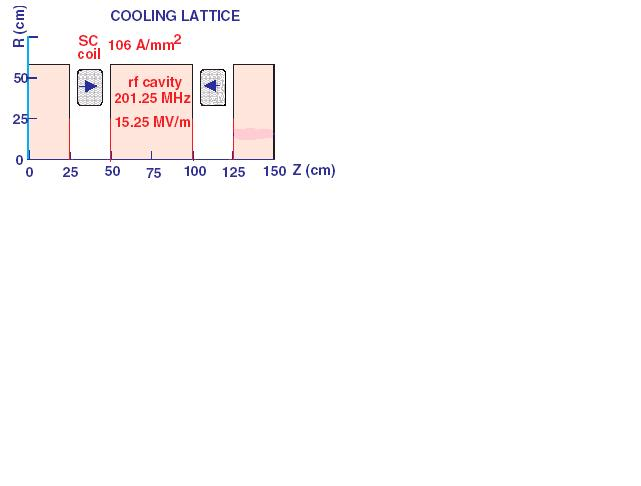 COOLING LATTICE
R (cm)
SC
coil
106 A/mm2
rf cavity
201.25 MHz
15.25 MV/m
50
25
0
0 25 50 75 100 125 150 Z (cm)